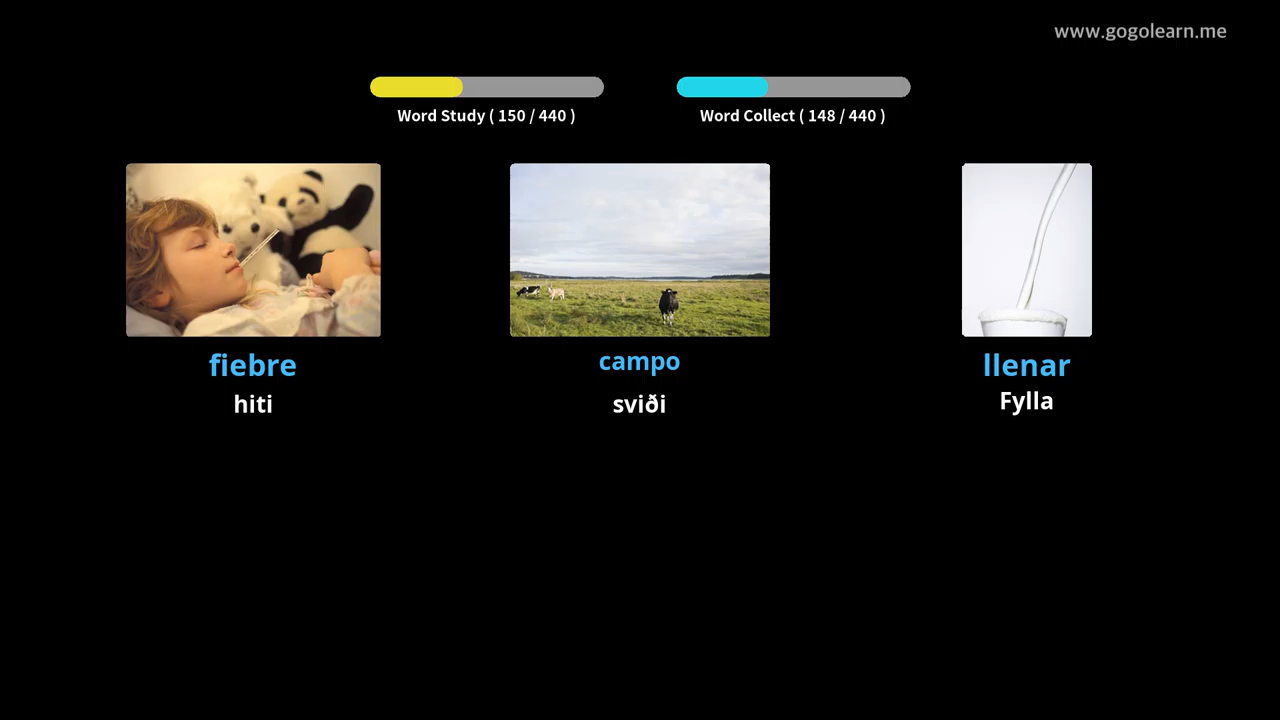 www.gogolearn.me
Word Study ( 150 / 440 )
Word Collect ( 148 / 440 )
fiebre
hiti
campo
sviði
llenar
Fylla